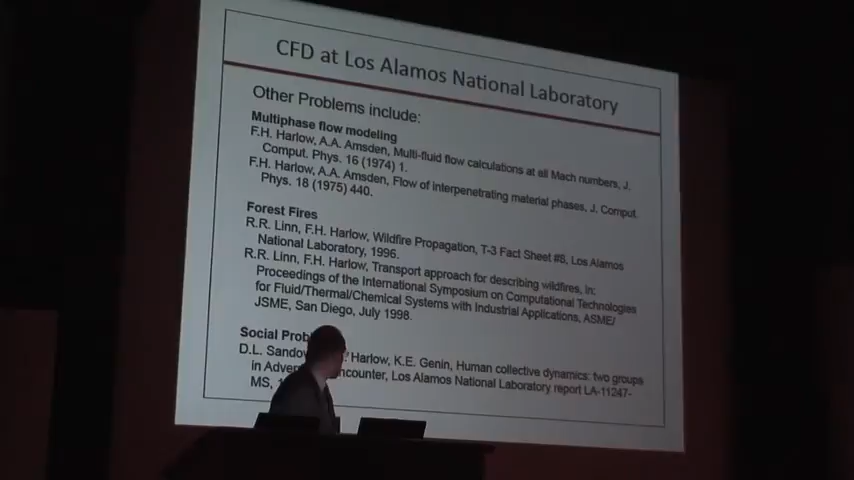 CFD at Los Alamos National Laboratory
Other Problems include:
Multiphase flow modeling
F.H. Harlow, A.A. Amsden, Multi-fluid flow calculations at all Mach numbers, J.
Comput. Phys. 16 (1974) 1.
F.H. Harlow, A.A. Amsden, Flow of interpenetrating material phases, J. Comput.
Phys. 18 (1975) 440.
Forest Fires
R.R. Linn, F.H. Harlow, Wildfire Propagation, T-3 Fact Sheet #8, Los Alamos
National Laboratory, 1996.
R.R. Linn, F.H. Harlow, Transport approach for describing wildfires, in:
Proceedings of the International Symposium on Computational Technologies
for Fluid/Thermal/Chemical Systems with Industrial Applications, ASME/
JSME, San Diego, July 1998.
Social
D.L. Harlow, K.E. Genin, Human collective dynamics: two groups
in Los Alamos National Laboratory report LA-11247-
MS,